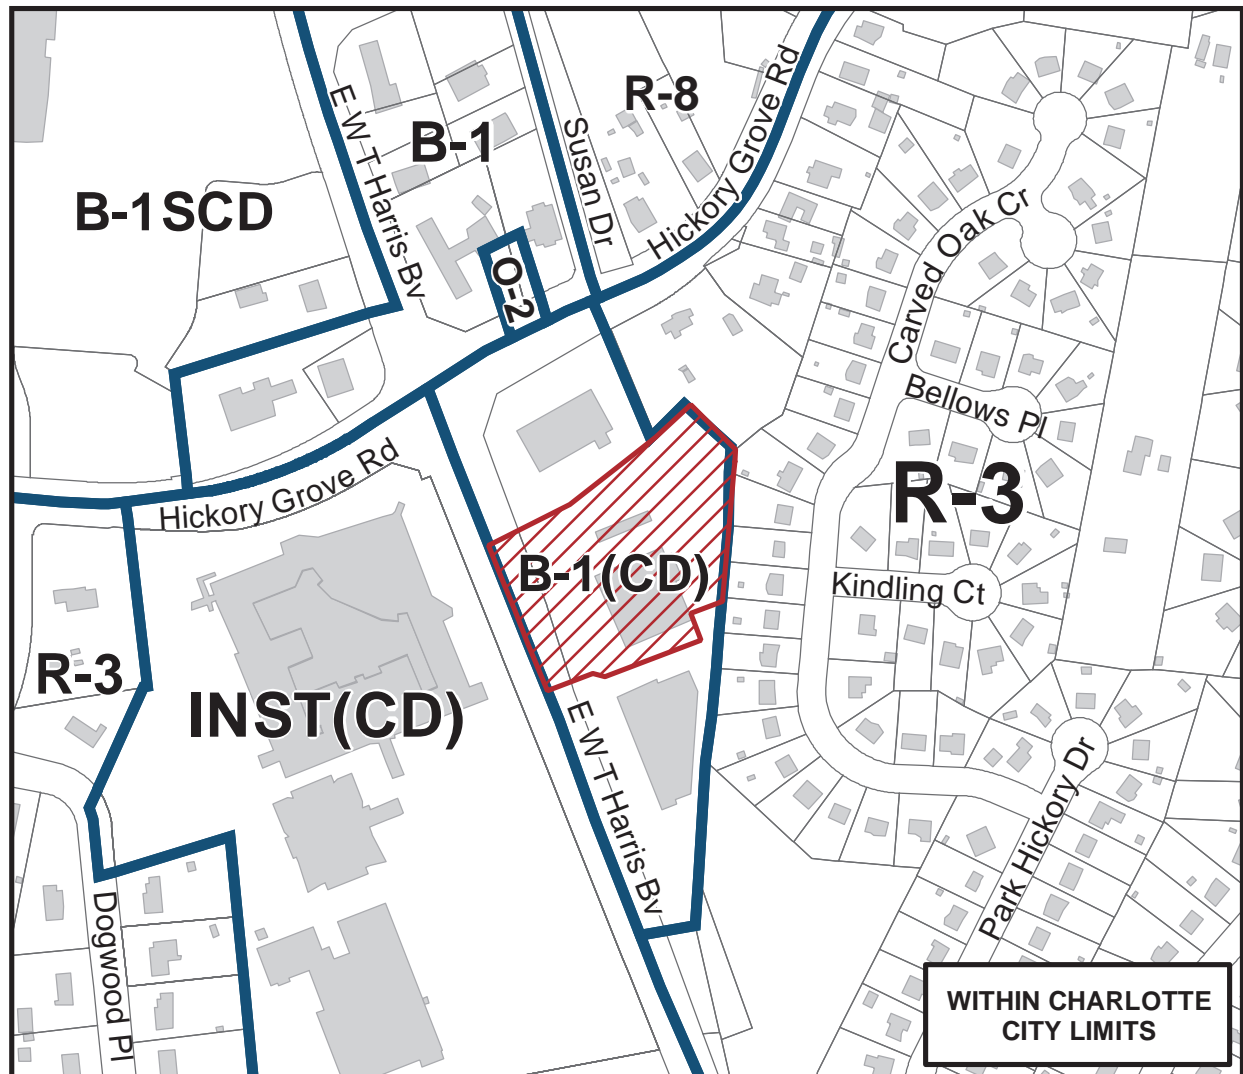 R-8
B-1
E W T Harris Bv
Susan Dr
Hickory Grove Rd
B-1SCD
Carved Oak Cr
O-2
Bellows Pl
R-3
Hickory Grove Rd
B-1(CD)
Kindling Ct
R-3
INST(CD)
E W T Harris Bv
Park Hickory Dr
Dogwood Pl
WITHIN CHARLOTTE
CITY LIMITS